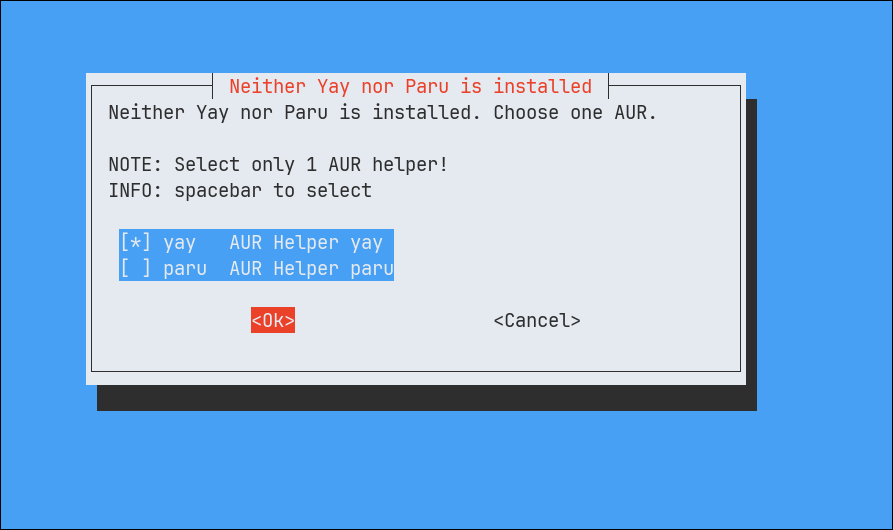 Neither Yay nor Paru is installed
Neither Yay nor Paru is installed. Choose one AUR.
NOTE: Select only 1 AUR helper!
INFO: spacebar to select
[*] yay   AUR Helper yay
[ ] paru  AUR Helper paru
<Ok>                  <Cancel>